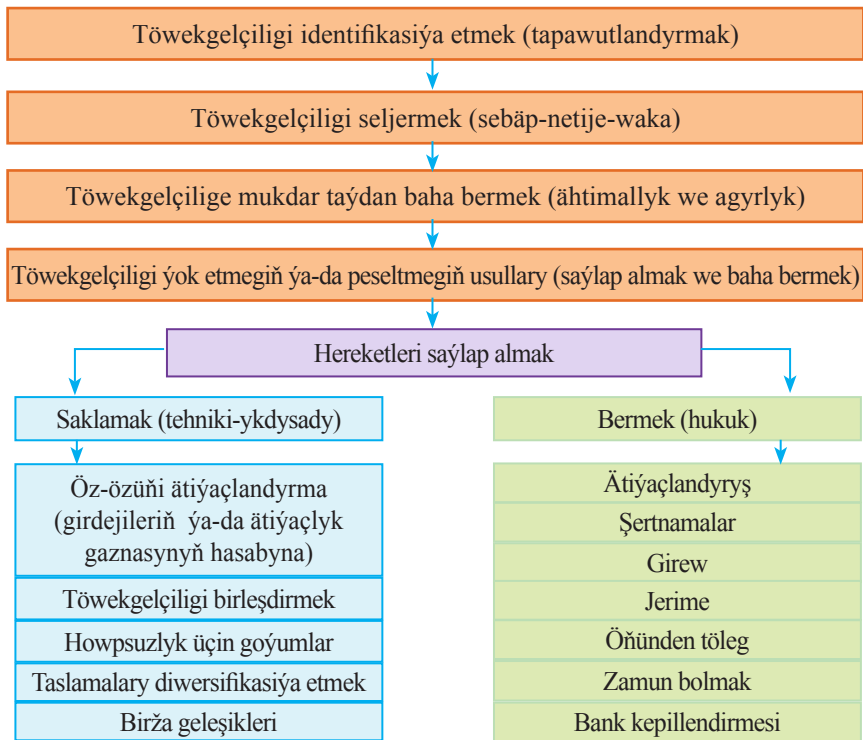 Töwekgelçiligi identifikasiýa etmek (tapawutlandyrmak)
Töwekgelçiligi seljermek (sebäp-netije-waka)
Töwekgelçilige mukdar taýdan baha bermek (ähtimallyk we agyrlyk)
Töwekgelçiligi ýok etmegiň ýa-da peseltmegiň usullary (saýlap almak we baha bermek)
Hereketleri saýlap almak
Saklamak (tehniki-ykdysady)
Öz-özüňi ätiýaçlandyrma
(girdejileriň ýa-da ätiýaçlyk
gaznasynyň hasabyna)
Töwekgelçiligi birleşdirmek
Howpsuzlyk üçin goýumlar
Taslamalary diwersifikasiýa etmek
Birža geleşikleri
Bermek (hukuk)
Ätiýaçlandyryş
Şertnamalar
Girew
Jerime
Öňünden töleg
Zamun bolmak
Bank kepillendirmesi